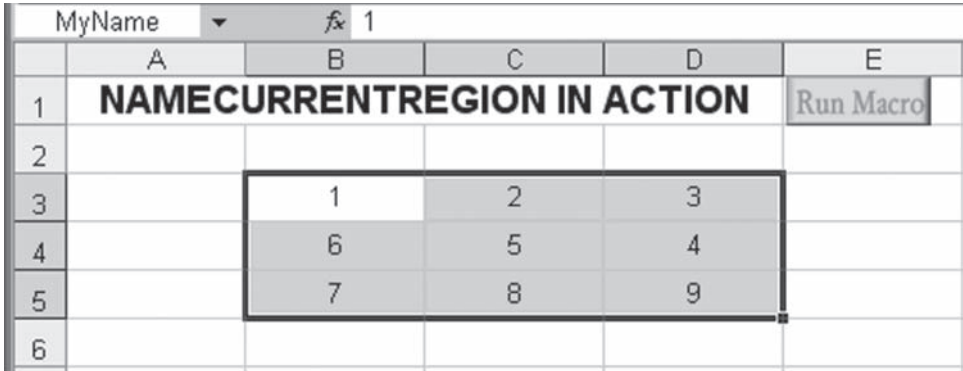 MyName fx 1
A B C D E
1 NAMECURRENTREGION IN ACTION Run Macro
2
3 1 2 3
4 6 5 4
5 7 8 9
6